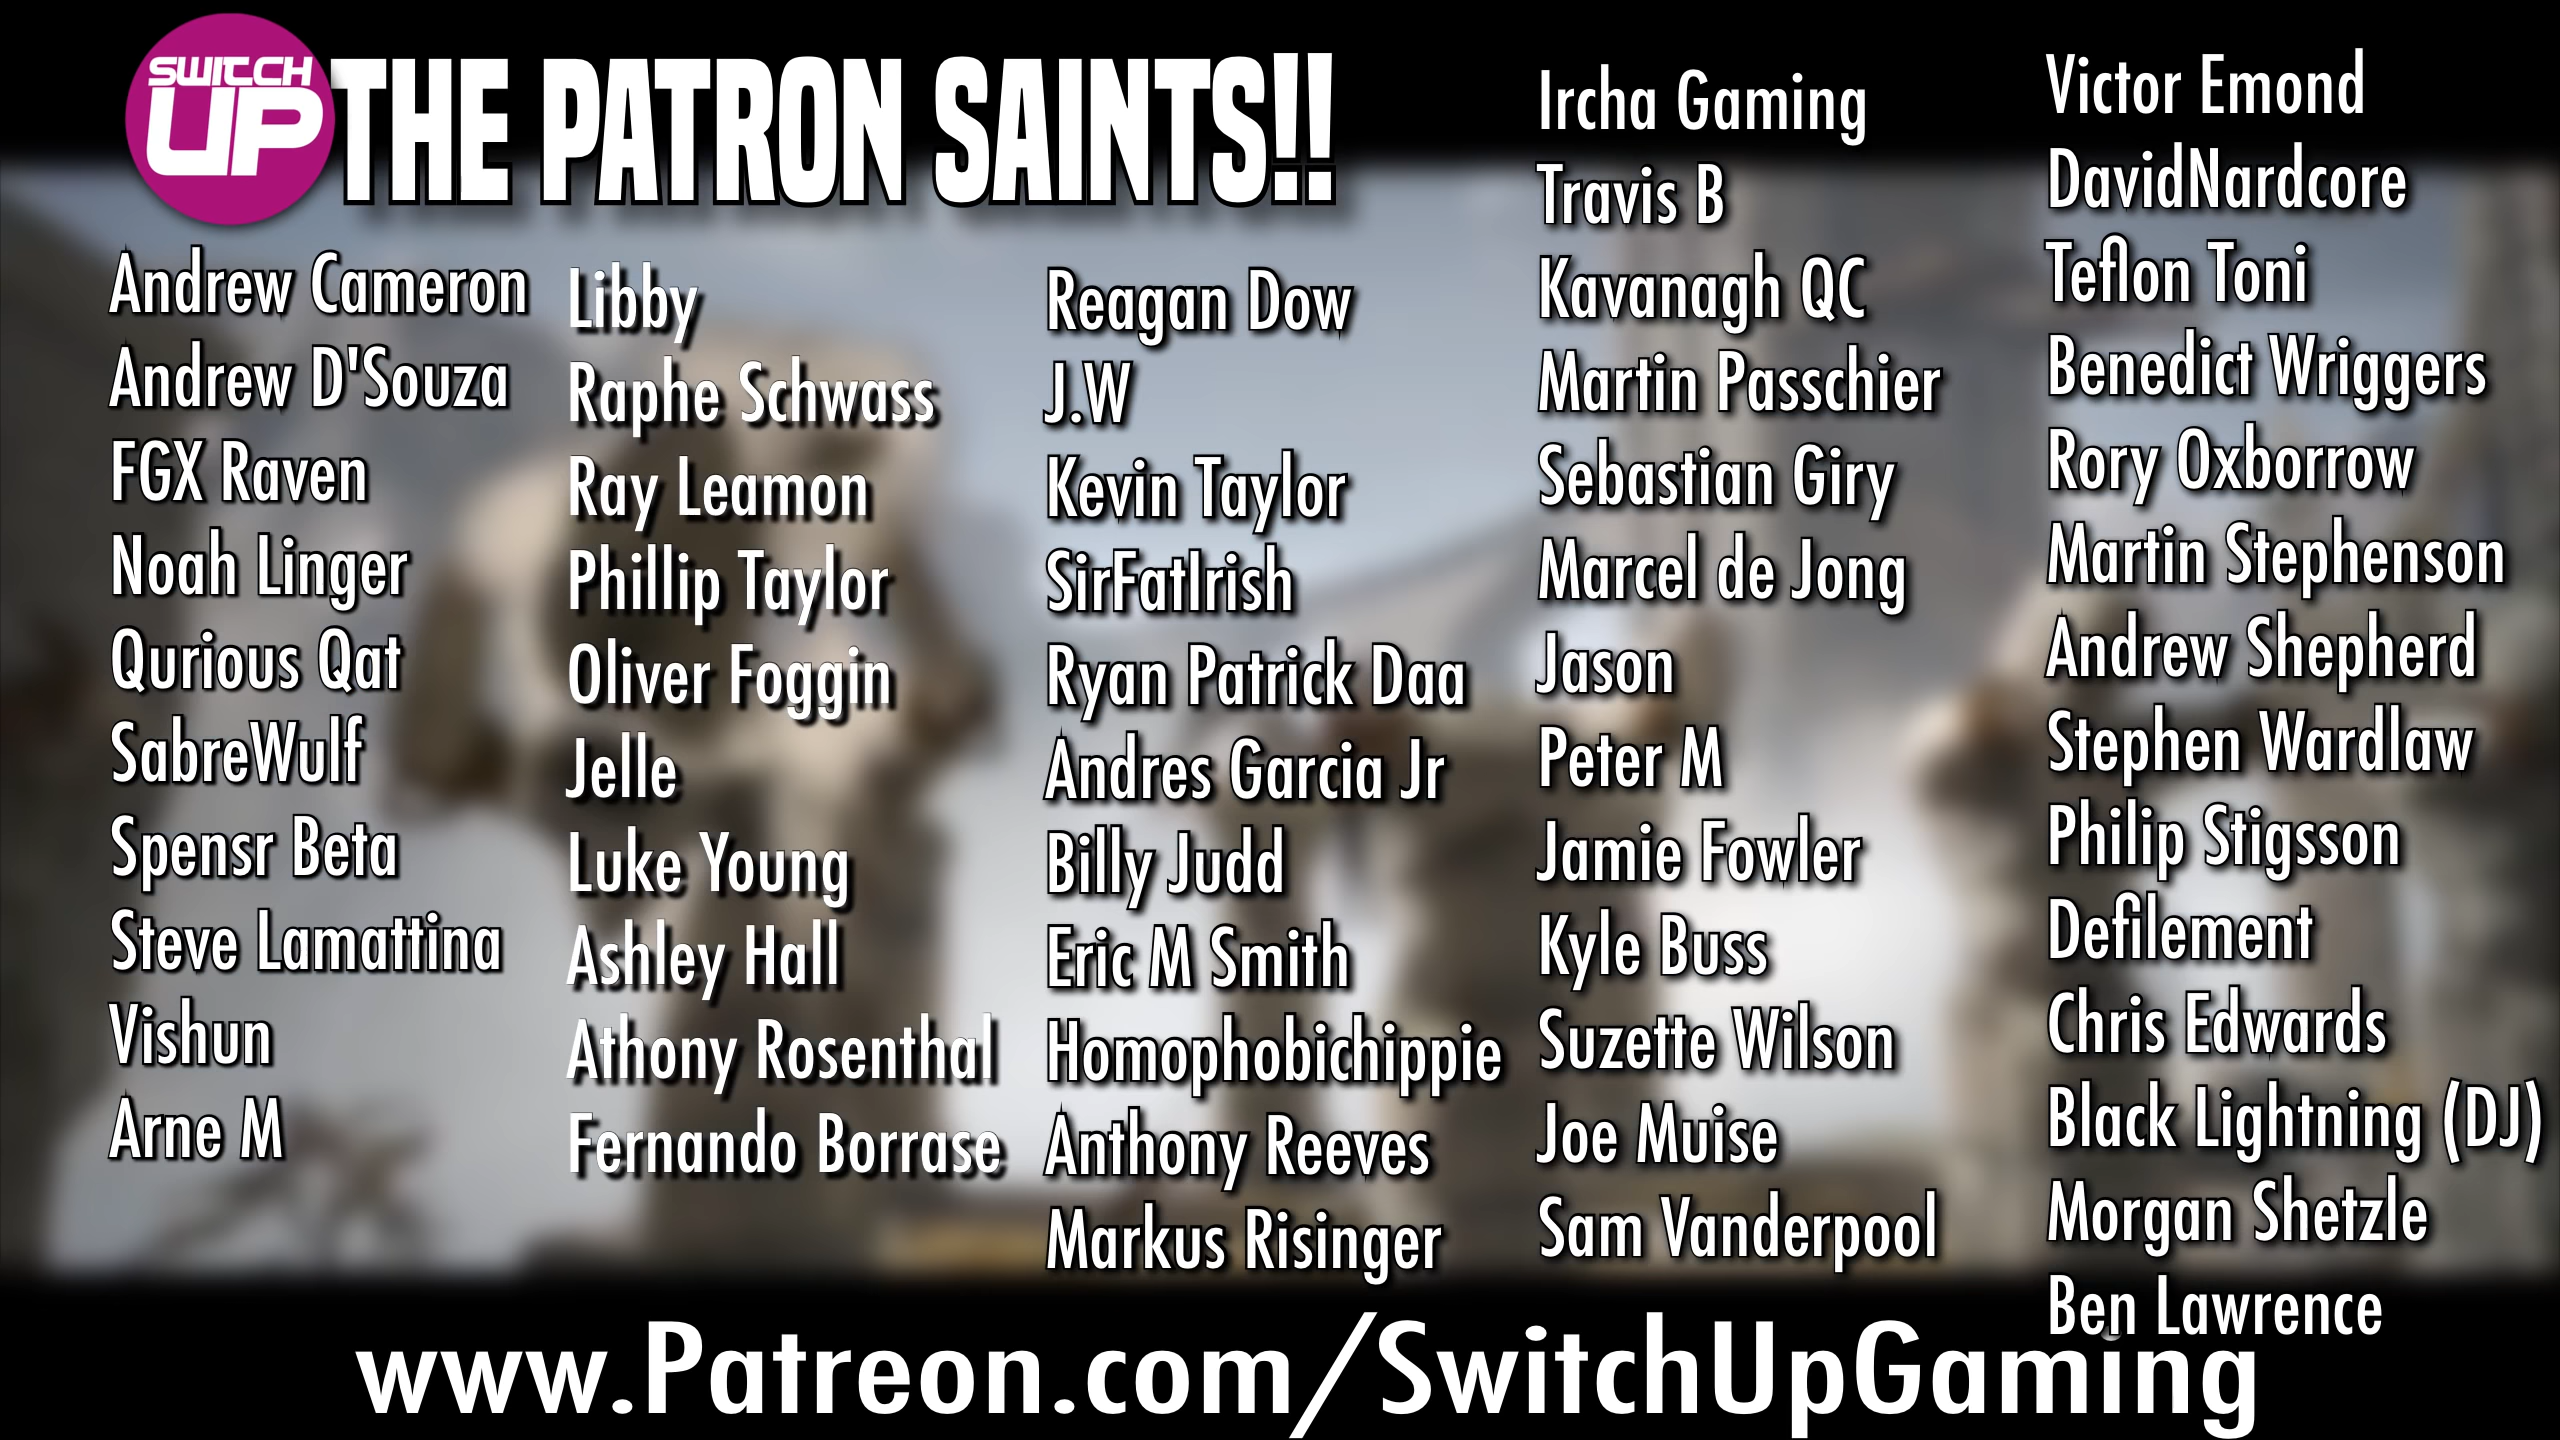 SWITCH
UP
THE PATRON SAINTS!!
Andrew Cameron
Andrew D'Souza
FGX Raven
Noah Linger
Qurious Qat
SabreWulf
Spensr Beta
Steve Lamattina
Vishun
Arne M
Libby
Raphe Schwass
Ray Leamon
Phillip Taylor
Oliver Foggin
Jelle
Luke Young
Ashley Hall
Athony Rosenthal
Fernando Borrase
Reagan Dow
J.W
Kevin Taylor
SirFatIrish
Ryan Patrick Daa
Andres Garcia Jr
Billy Judd
Eric M Smith
Homophobichippie
Anthony Reeves
Markus Risinger
Ircha Gaming
Travis B
Kavanagh QC
Martin Passchier
Sebastian Giry
Marcel de Jong
Jason
Peter M
Jamie Fowler
Kyle Buss
Suzette Wilson
Joe Muise
Sam Vanderpool
Victor Emond
DavidNardcore
Teflon Toni
Benedict Wriggers
Rory Oxborrow
Martin Stephenson
Andrew Shepherd
Stephen Wardlaw
Philip Stigsson
Defilement
Chris Edwards
Black Lightning (DJ)
Morgan Shetzle
Ben Lawrence
www.Patreon.com/SwitchUpGaming